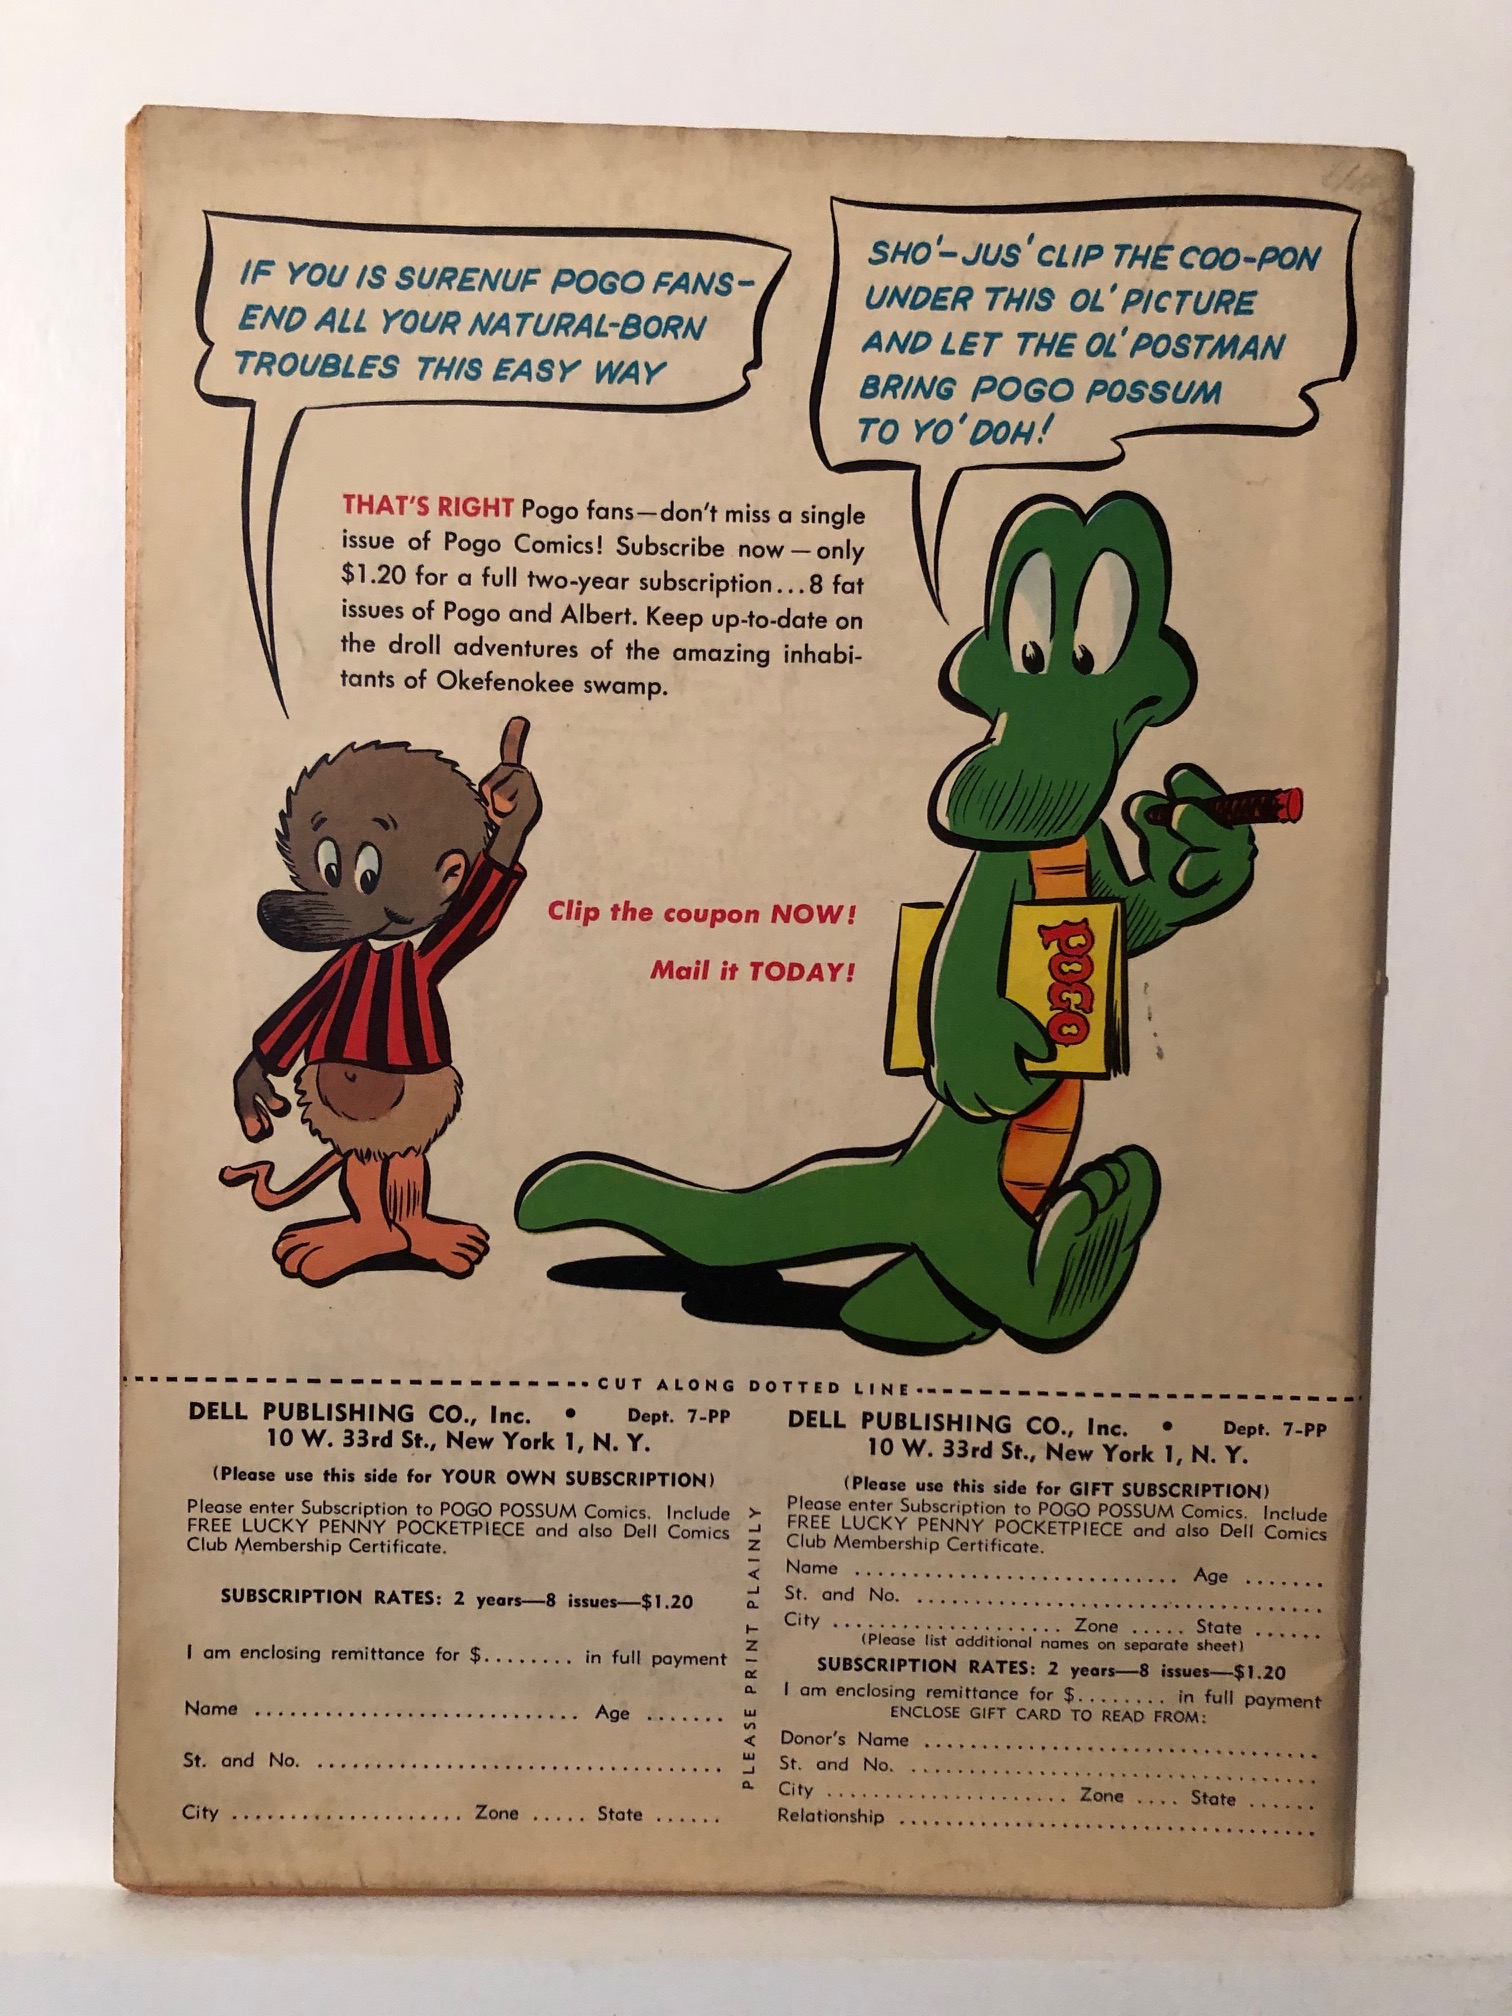 IF YOU IS SURENUF POGO FANS-
END ALL YOUR NATURAL-BORN
TROUBLES THIS EASY WAY
SHO'-JUS' CLIP THE COO-PON
UNDER THIS OL' PICTURE
AND LET THE OL' POSTMAN
BRING POGO POSSUM
TO YO' DOH!
THAT'S RIGHT Pogo fans—don't miss a single
issue of Pogo Comics! Subscribe now—only
$1.20 for a full two-year subscription...8 fat
issues of Pogo and Albert. Keep up-to-date on
the droll adventures of the amazing inhabi-
tants of Okefenokee swamp.
Clip the coupon NOW!
Mail it TODAY!
POGO
CUT ALONG DOTTED LINE
DELL PUBLISHING CO., Inc. • Dept. 7-PP
10 W. 33rd St., New York 1, N. Y.
(Please use this side for YOUR OWN SUBSCRIPTION)
Please enter Subscription to POGO POSSUM Comics. Include
FREE LUCKY PENNY POCKETPIECE and also Dell Comics
Club Membership Certificate.
SUBSCRIPTION RATES: 2 years—8 issues—$1.20
I am enclosing remittance for $........ in full payment
Name ............................ Age .......
St. and No. ...................................
City .................... Zone ..... State ......
PLEASE PRINT PLAINLY
DELL PUBLISHING CO., Inc. • Dept. 7-PP
10 W. 33rd St., New York 1, N. Y.
(Please use this side for GIFT SUBSCRIPTION)
Please enter Subscription to POGO POSSUM Comics. Include
FREE LUCKY PENNY POCKETPIECE and also Dell Comics
Club Membership Certificate.
Name ............................ Age .......
St. and No. ...................................
City .................... Zone ..... State ......
(Please list additional names on separate sheet)
SUBSCRIPTION RATES: 2 years—8 issues—$1.20
I am enclosing remittance for $........ in full payment
ENCLOSE GIFT CARD TO READ FROM:
Donor's Name ...................................
St. and No. ...................................
City ..................... Zone .... State ......
Relationship ....................................